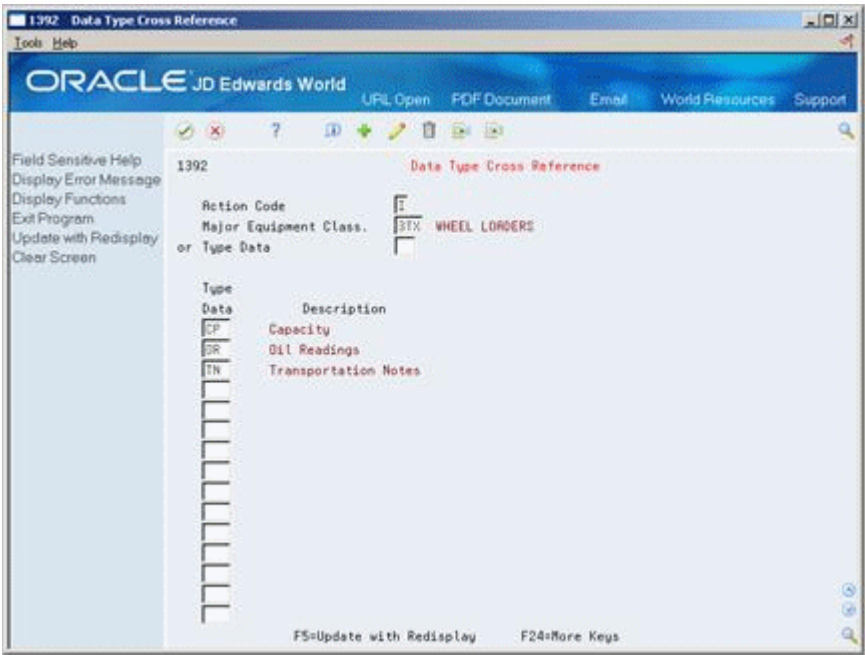 1392 Data Type Cross Reference
Tools Help
ORACLE JD Edwards World
URL Open PDF Document Email World Resources Support
Field Sensitive Help
Display Error Message
Display Functions
Exit Program
Update with Redisplay
Clear Screen
1392 Data Type Cross Reference
Action Code I
Major Equipment Class. 3TX WHEEL LOADERS
or Type Data
Type
Data Description
CP Capacity
OR Oil Readings
TN Transportation Notes
F5=Update with Redisplay F24=More Keys